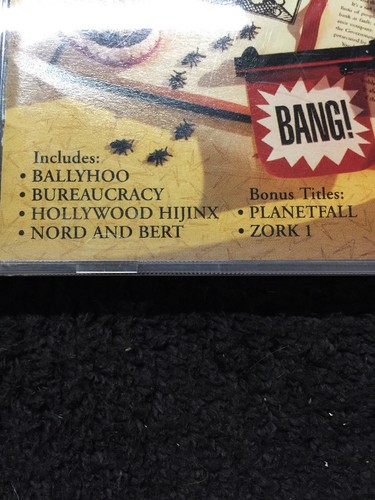 BANG!
Includes:
• BALLYHOO
• BUREAUCRACY
• HOLLYWOOD HIJINX
• NORD AND BERT
Bonus Titles:
• PLANETFALL
• ZORK 1